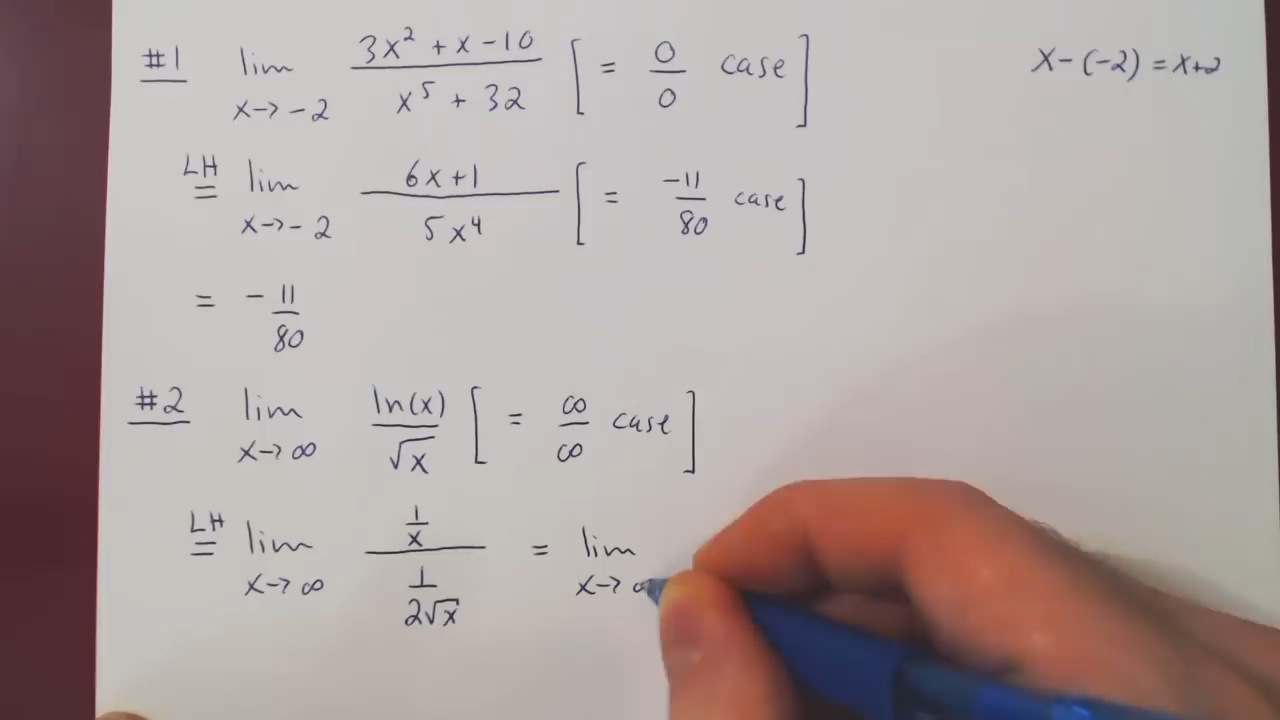 #1 lim x→-2 (3x² + x - 10)/(x⁵ + 32) [ = 0/0 case ]
x-(-2) = x+2
LH= lim x→-2 (6x+1)/(5x⁴) [ = -11/80 case ]
= - 11/80
#2 lim x→∞ ln(x)/√x [ = ∞/∞ case ]
LH= lim x→∞ (1/x)/(1/(2√x)) = lim x→∞